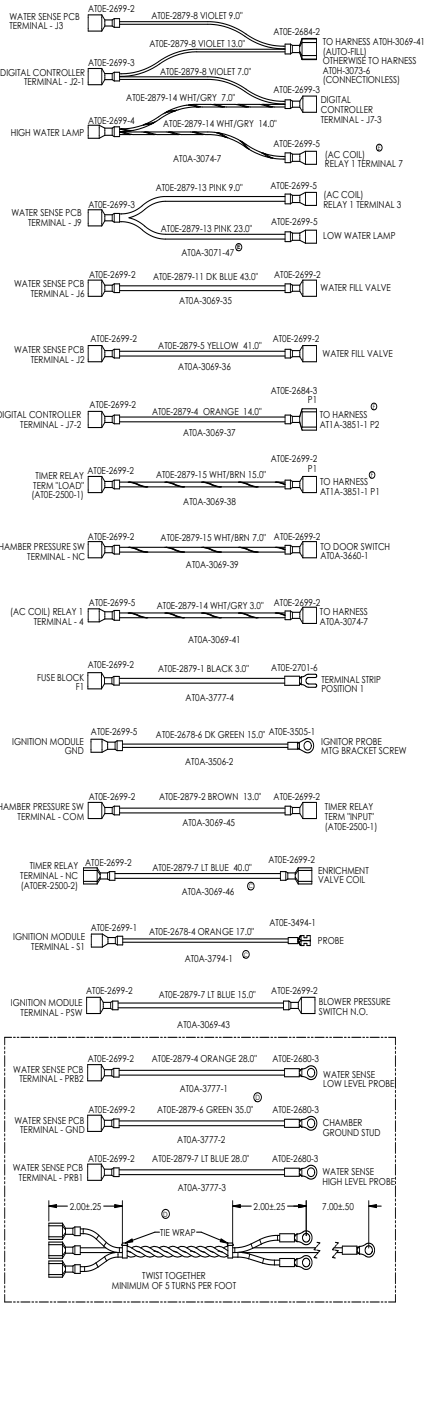 AT0E-2699-2
AT0E-2879-8 VIOLET 9.0"
WATER SENSE PCB
TERMINAL - J3
AT0E-2684-2
AT0E-2879-8 VIOLET 13.0"
TO HARNESS AT0H-3069-41
(AUTO-FILL)
OTHERWISE TO HARNESS
A0H-3073-6
(CONNECTIONLESS)
AT0E-2699-3
DIGITAL CONTROLLER
TERMINAL - J2-1
AT0E-2879-8 VIOLET 7.0"
AT0E-2699-3
DIGITAL
CONTROLLER
TERMINAL - J7-3
AT0E-2879-14 WHT/GRY 7.0"
AT0E-2699-4
HIGH WATER LAMP
AT0E-2879-14 WHT/GRY 14.0"
AT0E-2699-5
(AC COIL)
RELAY 1 TERMINAL 7
AT0A-3074-7
AT0E-2879-13 PINK 9.0"
AT0E-2699-5
(AC COIL)
RELAY 1 TERMINAL 3
WATER SENSE PCB
TERMINAL - J9
AT0E-2699-3
AT0E-2879-13 PINK 23.0"
AT0E-2699-5
LOW WATER LAMP
AT0A-3071-47
AT0E-2699-2
AT0E-2879-11 DK BLUE 43.0"
AT0E-2699-2
WATER SENSE PCB
TERMINAL - J6
WATER FILL VALVE
AT0A-3069-35
AT0E-2699-2
AT0E-2879-5 YELLOW 41.0"
AT0E-2699-2
WATER SENSE PCB
TERMINAL - J2
WATER FILL VALVE
AT0A-3069-36
AT0E-2684-3
P1
AT0E-2699-2
AT0E-2879-4 ORANGE 14.0"
DIGITAL CONTROLLER
TERMINAL - J7-2
TO HARNESS
AT1A-3851-1 P2
AT0A-3069-37
AT0E-2699-2
P1
TIMER RELAY
TERM "LOAD"
(AT0E-2500-1)
AT0E-2699-2
AT0E-2879-15 WHT/BRN 15.0"
TO HARNESS
AT1A-3851-1 P1
AT0A-3069-38
AT0E-2699-2
AT0E-2879-15 WHT/BRN 7.0"
AT0E-2699-2
HAMBER PRESSURE SW
TERMINAL - NC
TO DOOR SWITCH
AT0A-3660-1
AT0A-3069-39
AT0E-2699-5
AT0E-2879-14 WHT/GRY 3.0"
AT0E-2699-2
(AC COIL) RELAY 1
TERMINAL - 4
TO HARNESS
AT0A-3074-7
AT0A-3069-41
AT0E-2699-2
AT0E-2879-1 BLACK 3.0"
AT0E-2701-6
FUSE BLOCK
F1
TERMINAL STRIP
POSITION 1
AT0A-3777-4
AT0E-2699-5
AT0E-2678-6 DK GREEN 15.0"
AT0E-3505-1
IGNITION MODULE
GND
IGNITOR PROBE
MTG BRACKET SCREW
AT0A-3506-2
AT0E-2699-2
AT0E-2879-2 BROWN 13.0"
AT0E-2699-2
HAMBER PRESSURE SW
TERMINAL - COM
TIMER RELAY
TERM "INPUT"
(AT0E-2500-1)
AT0A-3069-45
TIMER RELAY
TERMINAL - NC
(AT0ER-2500-2)
AT0E-2699-2
AT0E-2879-7 LT BLUE 40.0"
AT0E-2699-2
ENRICHMENT
VALVE COIL
AT0A-3069-46
AT0E-2699-1
AT0E-2678-4 ORANGE 17.0"
AT0E-3494-1
IGNITION MODULE
TERMINAL - S1
PROBE
AT0A-3794-1
AT0E-2699-2
AT0E-2879-7 LT BLUE 15.0"
AT0E-2699-2
IGNITION MODULE
TERMINAL - PSW
BLOWER PRESSURE
SWITCH N.O.
AT0A-3069-43
AT0E-2699-2
AT0E-2879-4 ORANGE 28.0"
AT0E-2680-3
WATER SENSE PCB
TERMINAL - PRB2
WATER SENSE
LOW LEVEL PROBE
AT0A-3777-1
AT0E-2699-2
AT0E-2879-6 GREEN 35.0"
AT0E-2680-3
WATER SENSE PCB
TERMINAL - GND
CHAMBER
GROUND STUD
AT0A-3777-2
AT0E-2699-2
AT0E-2879-7 LT BLUE 28.0"
AT0E-2680-3
WATER SENSE PCB
TERMINAL - PRB1
WATER SENSE
HIGH LEVEL PROBE
AT0A-3777-3
2.00±.25
2.00±.25
7.00±.50
TIE WRAP
TWIST TOGETHER
MINIMUM OF 5 TURNS PER FOOT